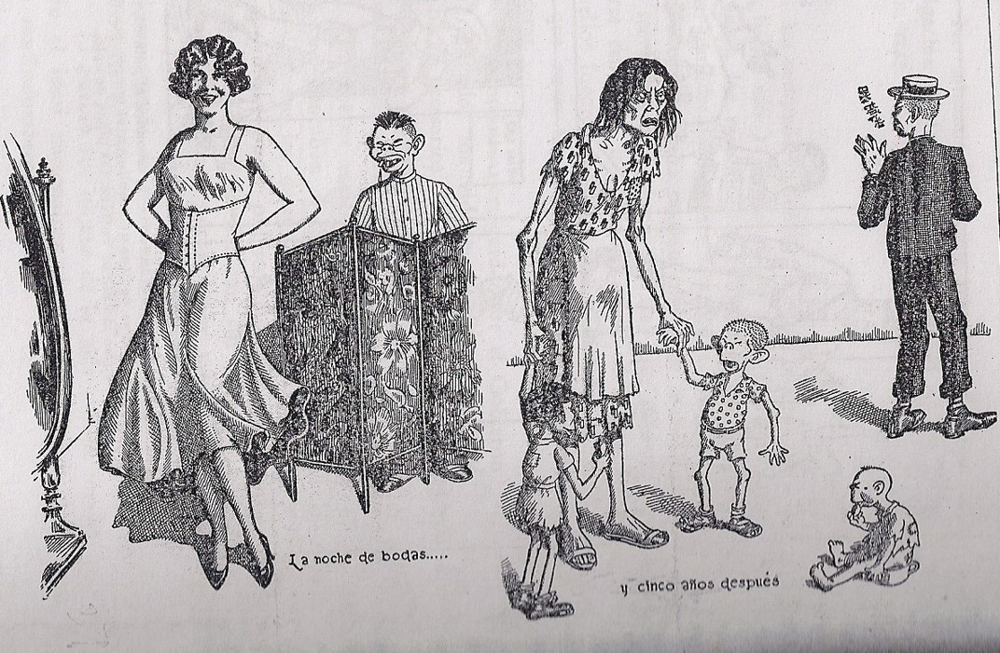 La noche de bodas.....
y cinco años después